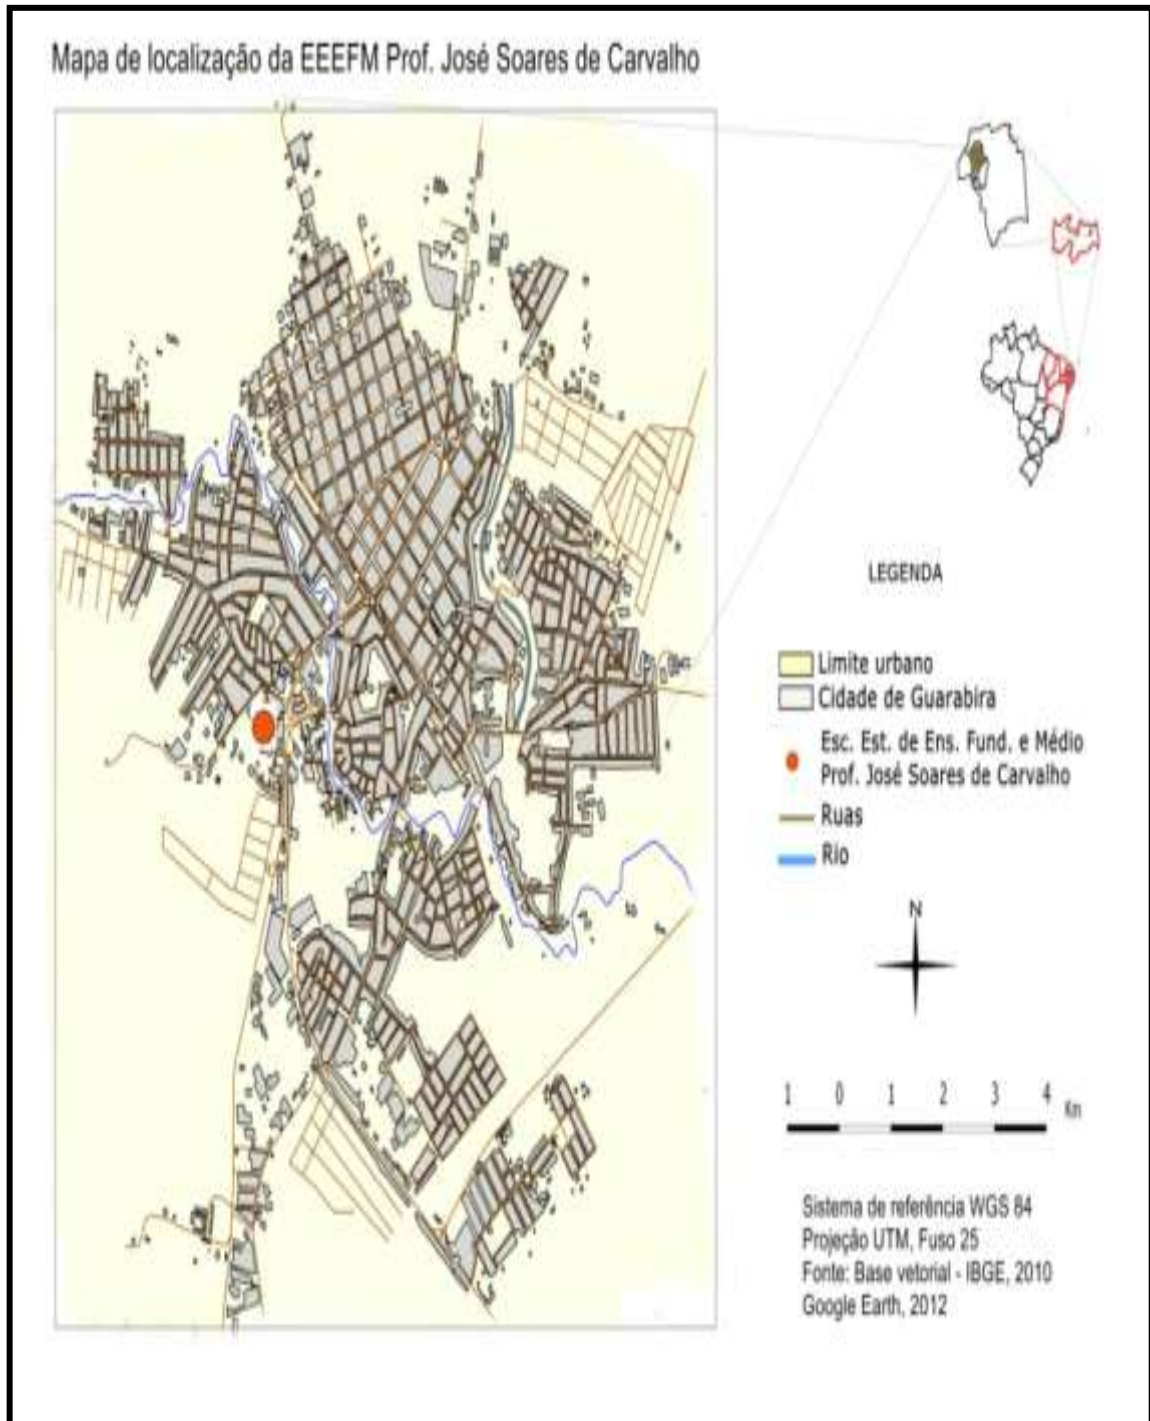 Mapa de localização da EEEFM Prof. José Soares de Carvalho
LEGENDA
Limite urbano
Cidade de Guarabira
Esc. Est. de Ens. Fund. e Médio
Prof. José Soares de Carvalho
Ruas
Rio
N
1 0 1 2 3 4 Km
Sistema de referência WGS 84
Projeção UTM, Fuso 25
Fonte: Base vetorial - IBGE, 2010
Google Earth, 2012